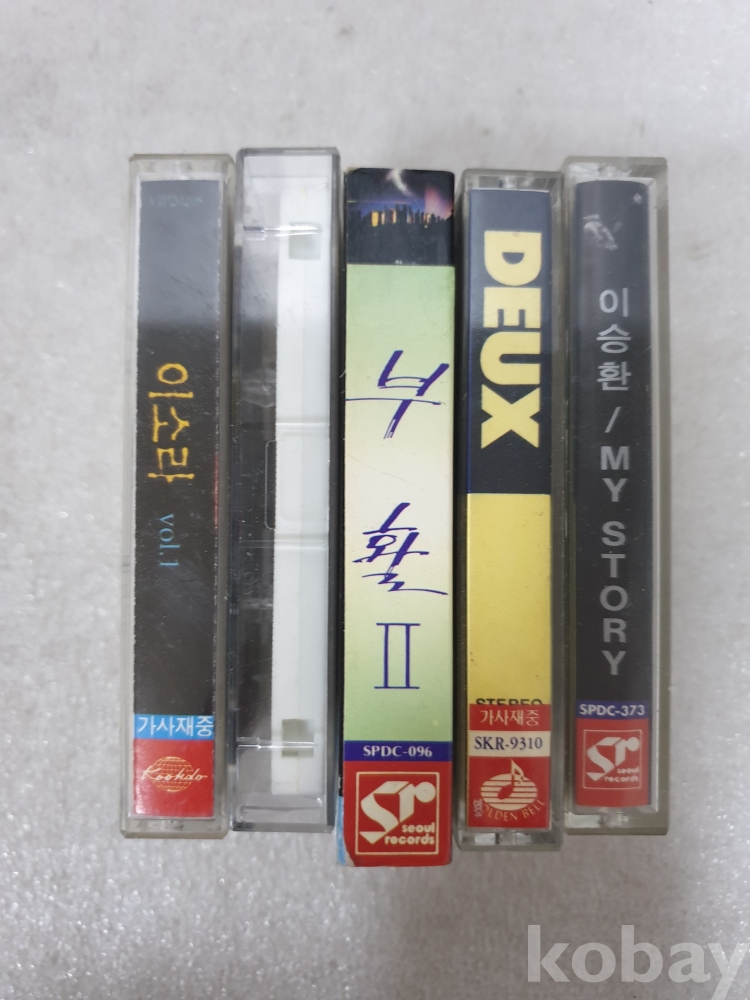 이소라 vol.1
가사재중
Kookdo
부활 II
SPDC-096
Sr
seoul
records
DEUX
STEREO
가사재중
SKR-9310
GOLDEN BELL
이승환 / MY STORY
SPDC-373
Sr
seoul
records
kobay